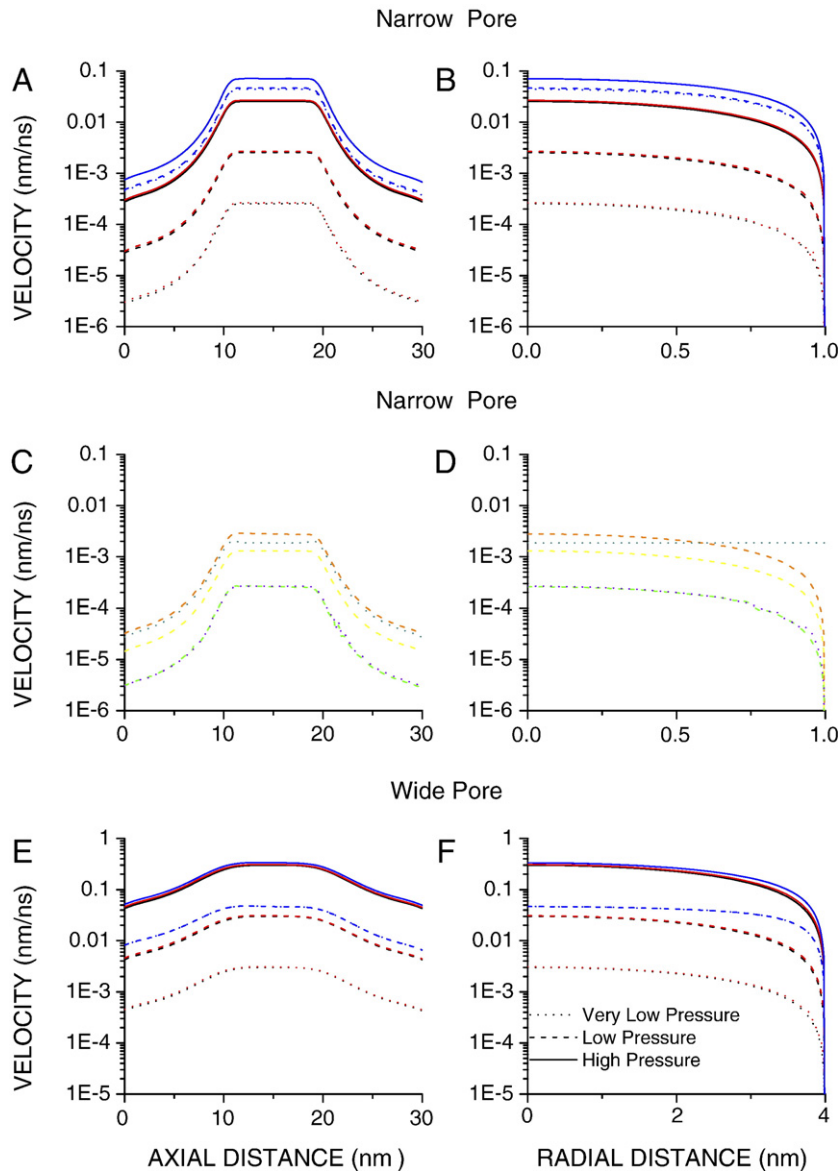 Narrow Pore
A
B
VELOCITY (nm/ns)
0.1
0.01
1E-3
1E-4
1E-5
1E-6
0
10
20
30
0.0
0.5
1.0
Narrow Pore
C
D
VELOCITY (nm/ns)
0.1
0.01
1E-3
1E-4
1E-5
1E-6
0
10
20
30
0.0
0.5
1.0
Wide Pore
E
F
VELOCITY (nm/ns)
1
0.1
0.01
1E-3
1E-4
1E-5
0
10
20
30
0
2
4
Very Low Pressure
Low Pressure
High Pressure
AXIAL DISTANCE (nm)
RADIAL DISTANCE (nm)